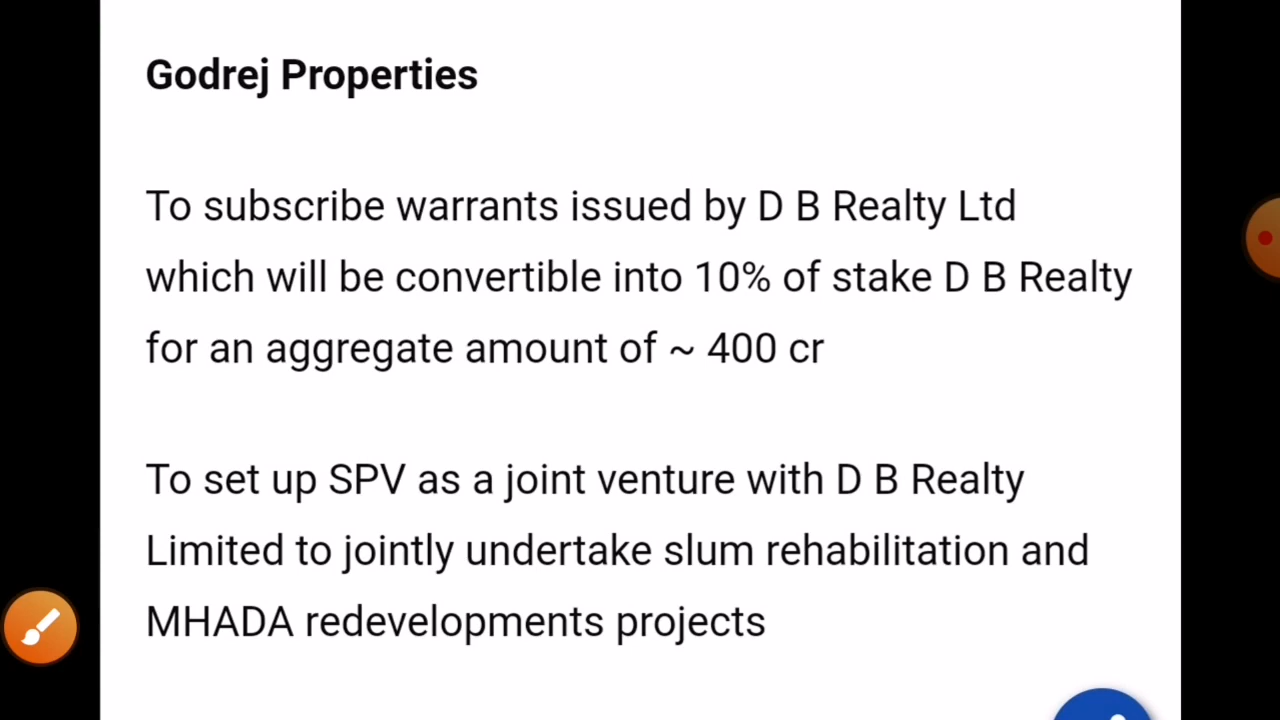 Godrej Properties
To subscribe warrants issued by D B Realty Ltd
which will be convertible into 10% of stake D B Realty
for an aggregate amount of ~ 400 cr
To set up SPV as a joint venture with D B Realty
Limited to jointly undertake slum rehabilitation and
MHADA redevelopments projects